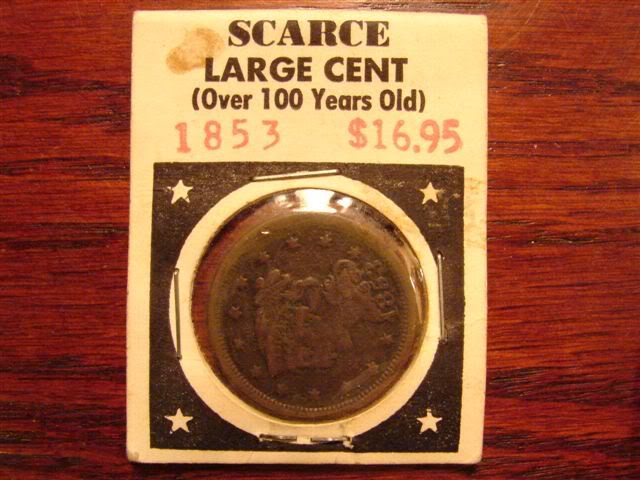 SCARCE
LARGE CENT
(Over 100 Years Old)
1853 $16.95